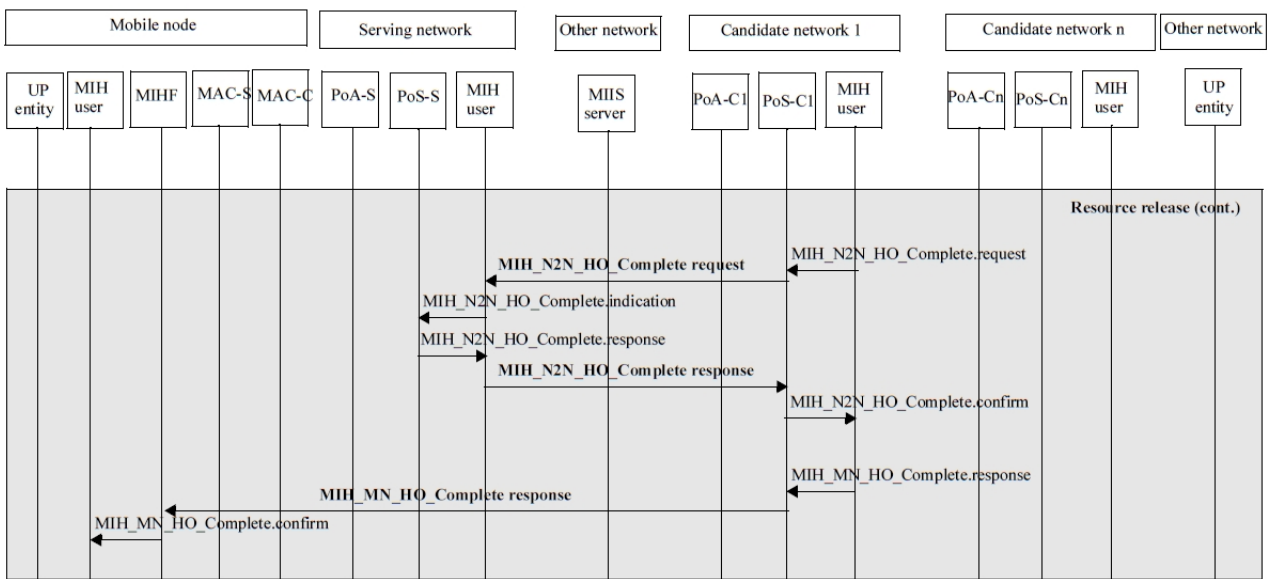 Mobile node
Serving network
Other network
Candidate network 1
Candidate network n
Other network
UP
entity
MIH
user
MIHF
MAC-S
MAC-C
PoA-S
PoS-S
MIH
user
MIIS
server
PoA-C1
PoS-C1
MIH
user
PoA-Cn
PoS-Cn
MIH
user
UP
entity
Resource release (cont.)
MIH_N2N_HO_Complete.request
MIH_N2N_HO_Complete request
MIH_N2N_HO_Complete.indication
MIH_N2N_HO_Complete.response
MIH_N2N_HO_Complete response
MIH_N2N_HO_Complete.confirm
MIH_MN_HO_Complete.response
MIH_MN_HO_Complete response
MIH_MN_HO_Complete.confirm